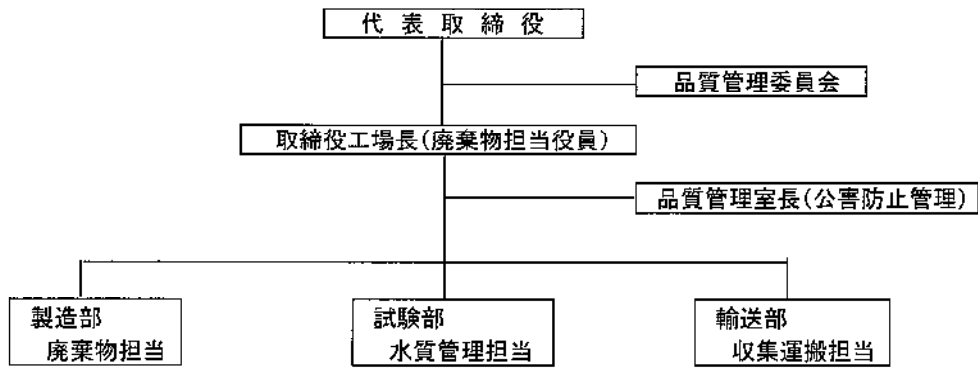 代表取締役
品質管理委員会
取締役工場長(廃棄物担当役員)
品質管理室長(公害防止管理)
製造部
廃棄物担当
試験部
水質管理担当
輸送部
収集運搬担当